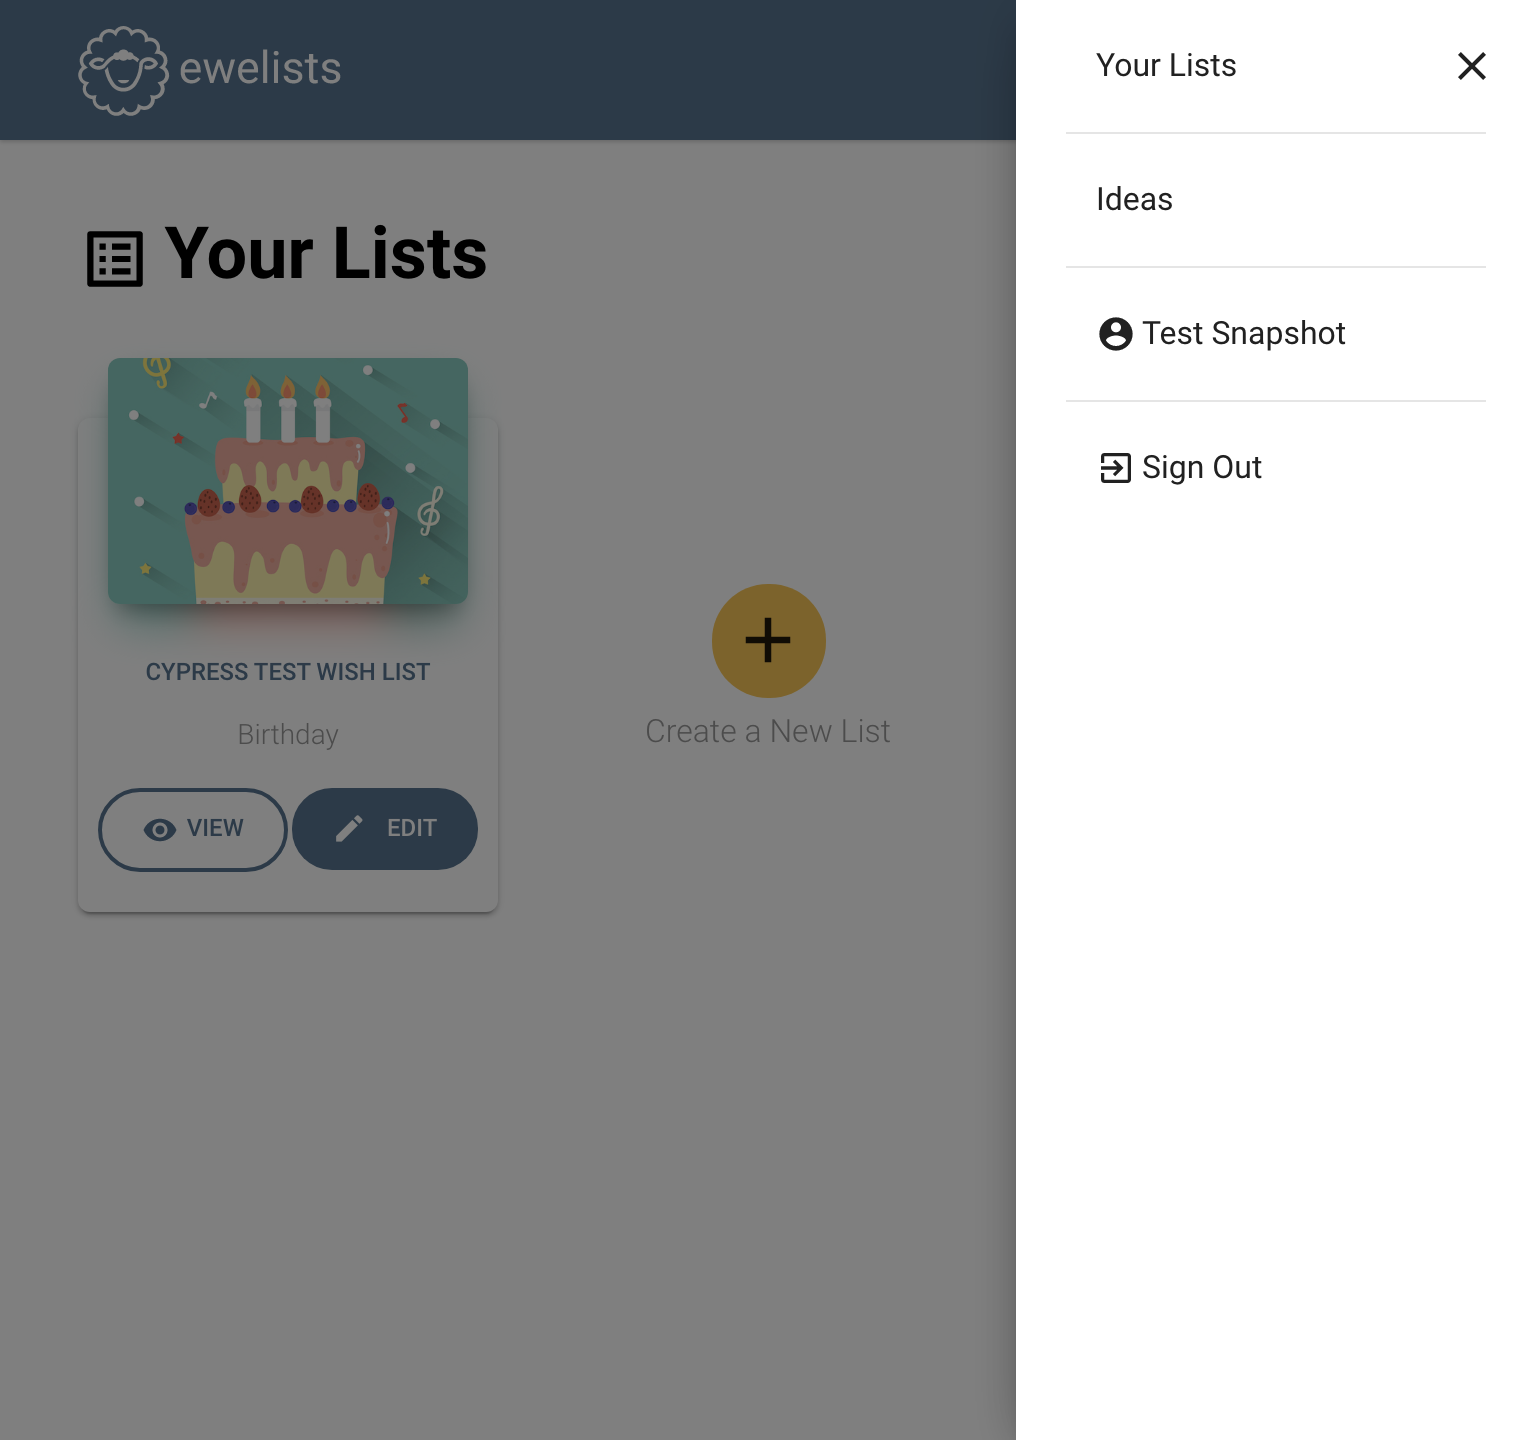 ewelists
Your Lists
CYPRESS TEST WISH LIST
Birthday
VIEW
EDIT
Create a New List
Your Lists
Ideas
Test Snapshot
Sign Out